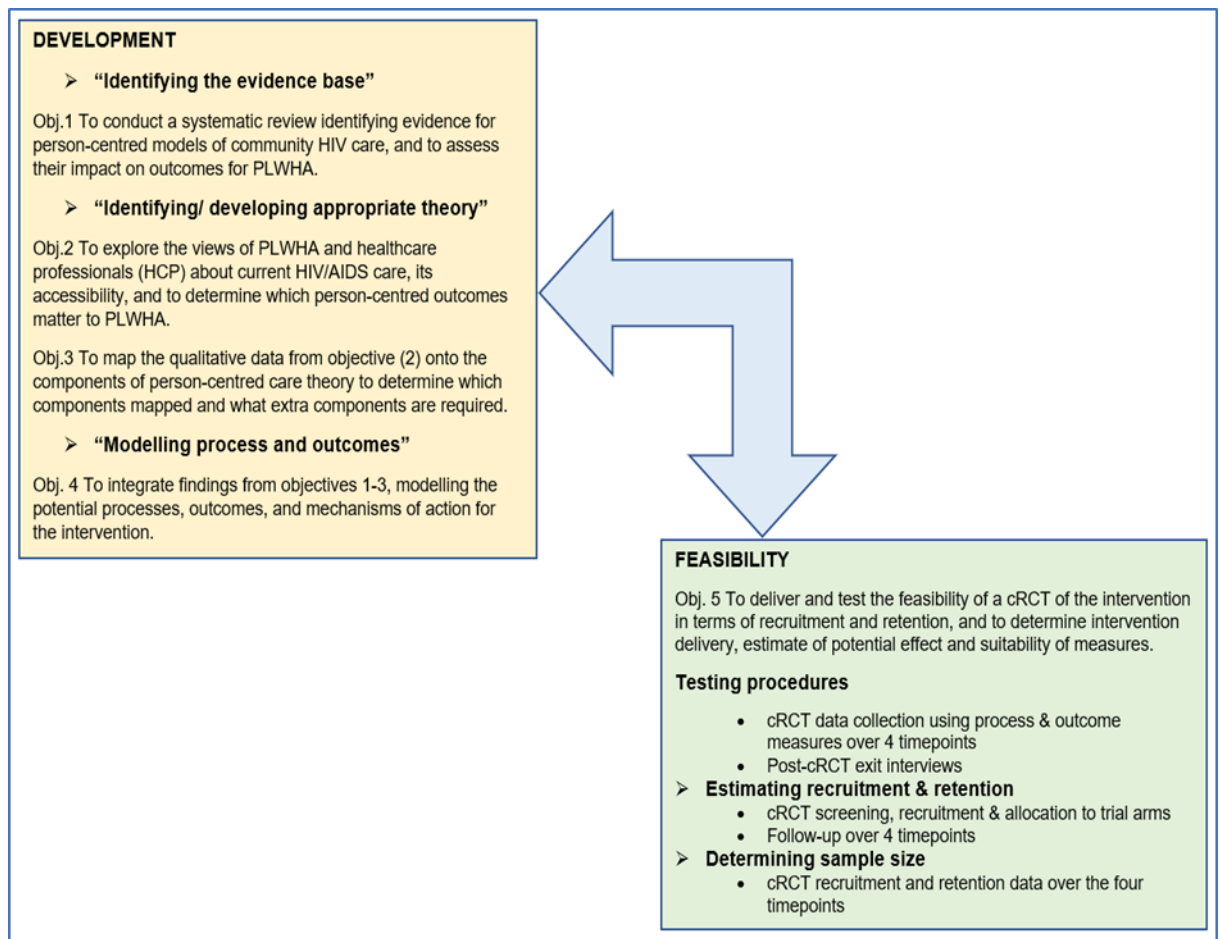 DEVELOPMENT
➢ “Identifying the evidence base”
Obj.1 To conduct a systematic review identifying evidence for
person-centred models of community HIV care, and to assess
their impact on outcomes for PLWHA.
➢ “Identifying/ developing appropriate theory”
Obj.2 To explore the views of PLWHA and healthcare
professionals (HCP) about current HIV/AIDS care, its
accessibility, and to determine which person-centred outcomes
matter to PLWHA.
Obj.3 To map the qualitative data from objective (2) onto the
components of person-centred care theory to determine which
components mapped and what extra components are required.
➢ “Modelling process and outcomes”
Obj. 4 To integrate findings from objectives 1-3, modelling the
potential processes, outcomes, and mechanisms of action for
the intervention.
FEASIBILITY
Obj. 5 To deliver and test the feasibility of a cRCT of the intervention
in terms of recruitment and retention, and to determine intervention
delivery, estimate of potential effect and suitability of measures.
Testing procedures
• cRCT data collection using process & outcome
measures over 4 timepoints
• Post-cRCT exit interviews
➢ Estimating recruitment & retention
• cRCT screening, recruitment & allocation to trial arms
• Follow-up over 4 timepoints
➢ Determining sample size
• cRCT recruitment and retention data over the four
timepoints